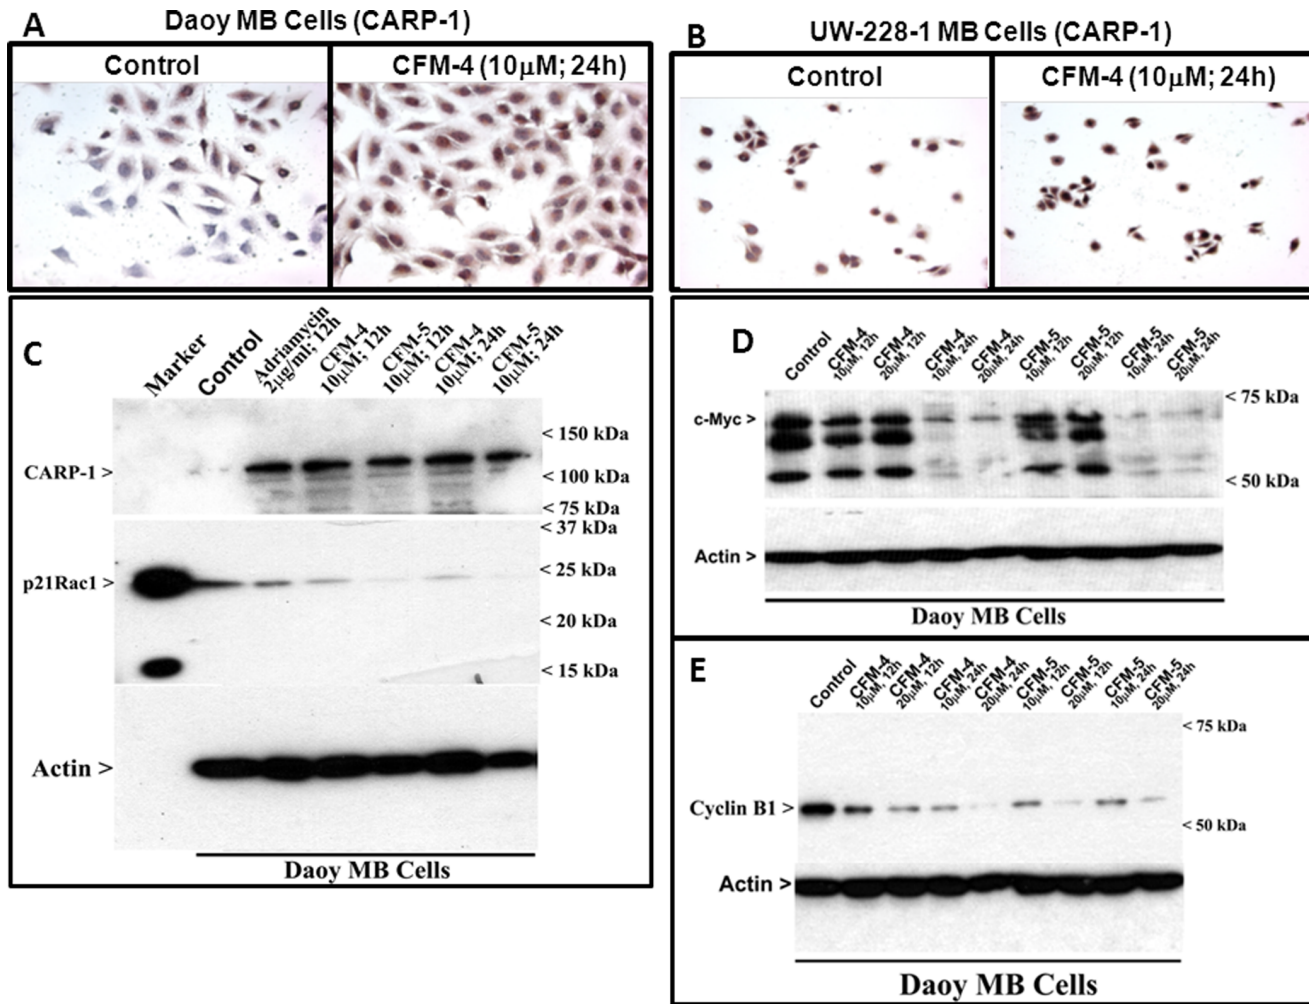 A
Daoy MB Cells (CARP-1)
Control
CFM-4 (10μM; 24h)
B
UW-228-1 MB Cells (CARP-1)
Control
CFM-4 (10μM; 24h)
C
Marker
Control
Adriamycin
2μg/ml; 12h
CFM-4
10μM; 12h
CFM-5
10μM; 12h
CFM-4
10μM; 24h
CFM-5
10μM; 24h
CARP-1 >
< 150 kDa
< 100 kDa
< 75 kDa
< 37 kDa
p21Rac1 >
< 25 kDa
< 20 kDa
< 15 kDa
Actin >
Daoy MB Cells
D
Control
CFM-4
10μM, 12h
CFM-4
20μM, 12h
CFM-4
10μM, 24h
CFM-4
20μM, 24h
CFM-5
10μM, 12h
CFM-5
20μM, 12h
CFM-5
10μM, 24h
CFM-5
20μM, 24h
c-Myc >
< 75 kDa
< 50 kDa
Actin >
Daoy MB Cells
E
Control
CFM-4
10μM, 12h
CFM-4
20μM, 12h
CFM-4
10μM, 24h
CFM-4
20μM, 24h
CFM-5
10μM, 12h
CFM-5
20μM, 12h
CFM-5
10μM, 24h
CFM-5
20μM, 24h
< 75 kDa
Cyclin B1 >
< 50 kDa
Actin >
Daoy MB Cells